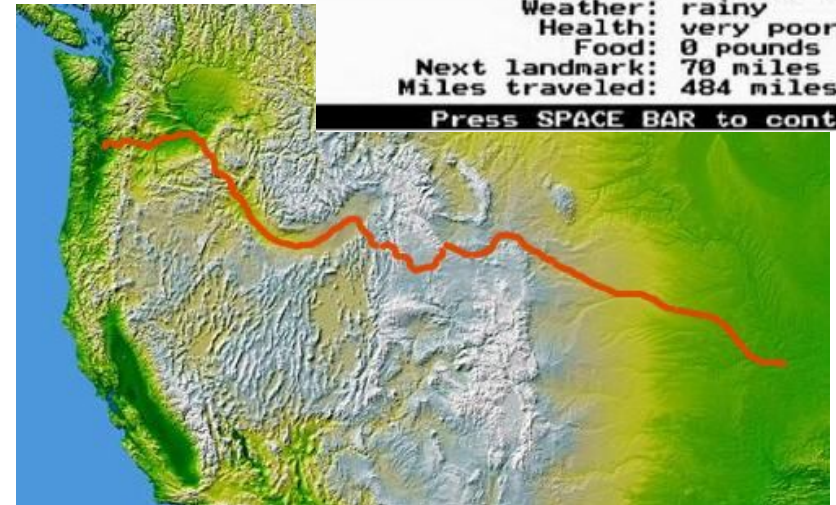 Weather: rainy
Health: very poor
Food: 0 pounds
Next landmark: 70 miles
Miles traveled: 484 miles
Press SPACE BAR to cont